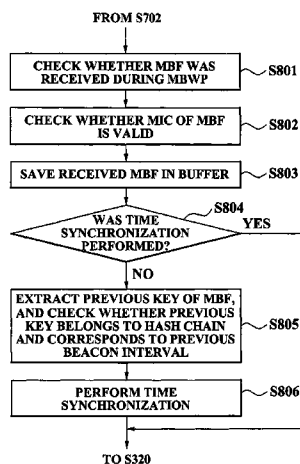 FROM S702
CHECK WHETHER MBF WAS
RECEIVED DURING MBWP
S801
CHECK WHETHER MIC OF MBF
IS VALID
S802
SAVE RECEIVED MBF IN BUFFER
S803
S804
WAS TIME
SYNCHRONIZATION
PERFORMED?
YES
NO
EXTRACT PREVIOUS KEY OF MBF,
AND CHECK WHETHER PREVIOUS
KEY BELONGS TO HASH CHAIN
AND CORRESPONDS TO PREVIOUS
BEACON INTERVAL
S805
PERFORM TIME
SYNCHRONIZATION
S806
TO S320